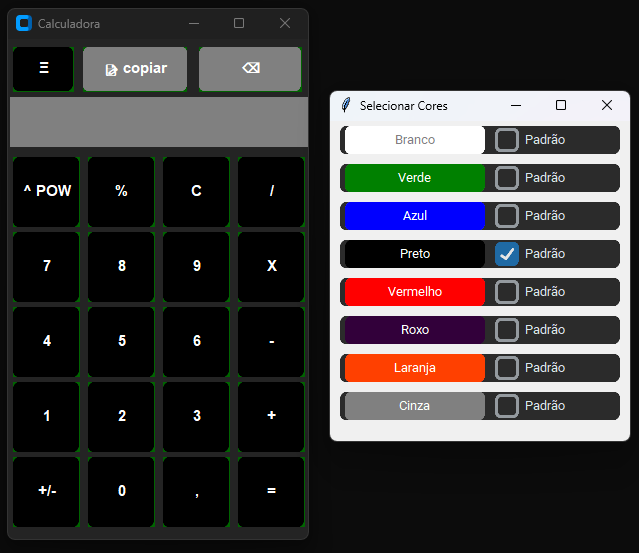 Calculadora
Ξ copiar ⌫
^ POW % C /
7 8 9 X
4 5 6 -
1 2 3 +
+/- 0 , =
Selecionar Cores
Branco Padrão
Verde Padrão
Azul Padrão
Preto Padrão
Vermelho Padrão
Roxo Padrão
Laranja Padrão
Cinza Padrão